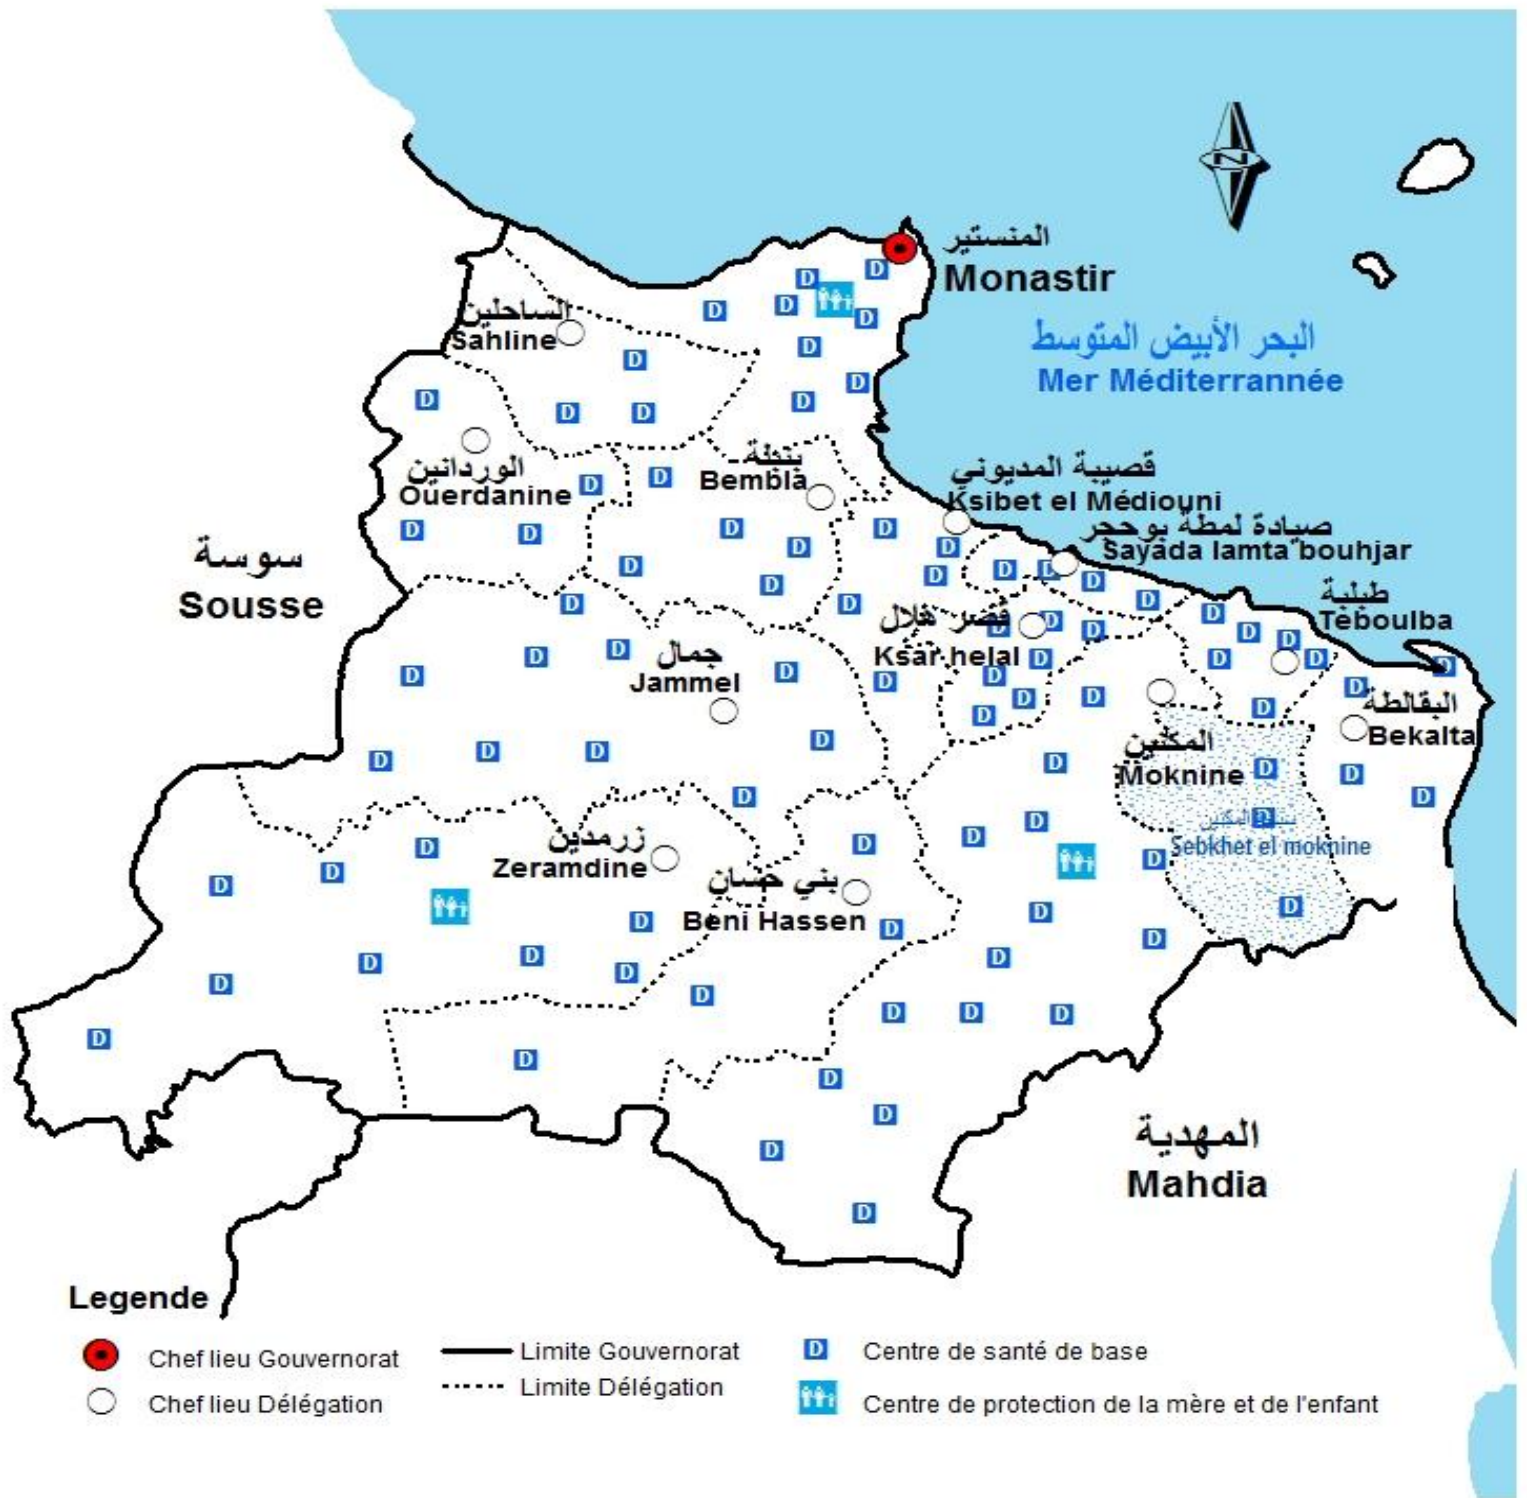 المنستير
Monastir
الساحلين
Sahline
البحر الأبيض المتوسط
Mer Méditerrannée
الوردانين
Ouerdanine
بنبلة
Bembla
قصيبة المديوني
Ksibet el Médiouni
صيادة لمطة بوحجر
Sayada lamta bouhjar
سوسة
Sousse
طبلبة
Teboulba
قصر هلال
Ksar helal
جمال
Jammel
البقالطة
Bekalta
المكنين
Moknine
Sebkhet el moknine
زرمدين
Zeramdine
بني حسان
Beni Hassen
المهدية
Mahdia
Legende
Chef lieu Gouvernorat
Chef lieu Délégation
Limite Gouvernorat
Limite Délégation
D Centre de santé de base
Centre de protection de la mère et de l'enfant
N